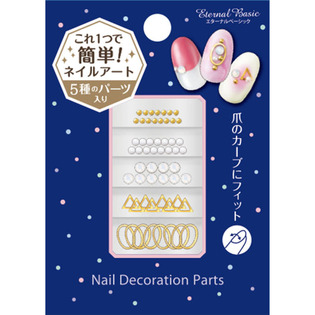 これ1つで
簡単!
ネイルアート
5種のパーツ
入り
Eternal Basic
エターナルベーシック
爪のカーブにフィット
Nail Decoration Parts